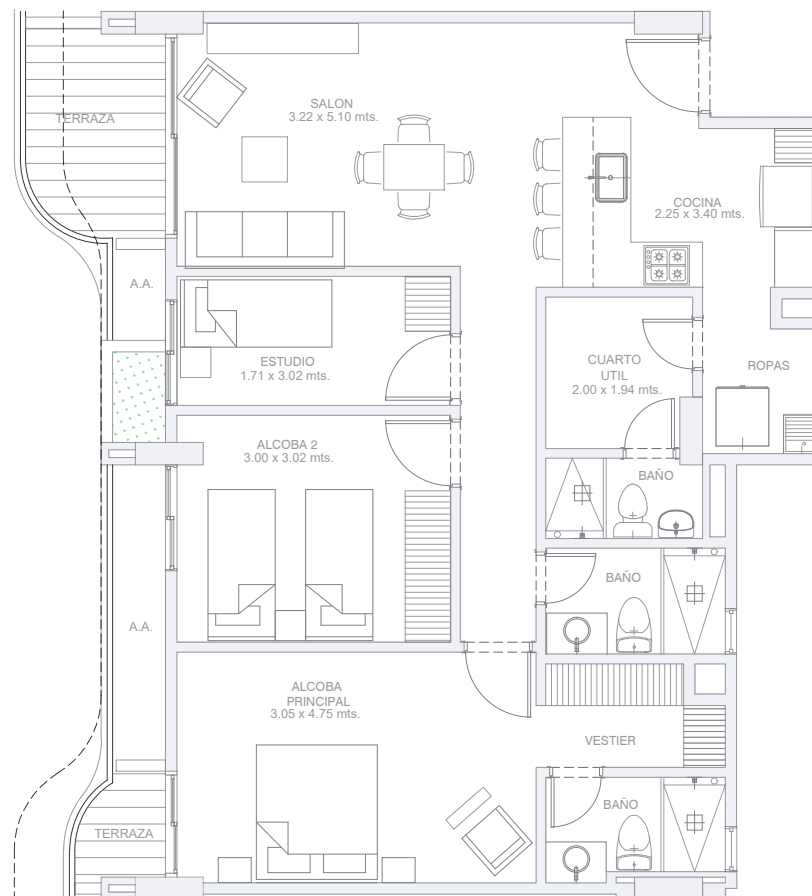 TERRAZA
SALON
3.22 x 5.10 mts.
COCINA
2.25 x 3.40 mts.
A.A.
ESTUDIO
1.71 x 3.02 mts.
CUARTO
UTIL
2.00 x 1.94 mts.
ROPAS
ALCOBA 2
3.00 x 3.02 mts.
BAÑO
BAÑO
A.A.
ALCOBA
PRINCIPAL
3.05 x 4.75 mts.
VESTIER
BAÑO
TERRAZA